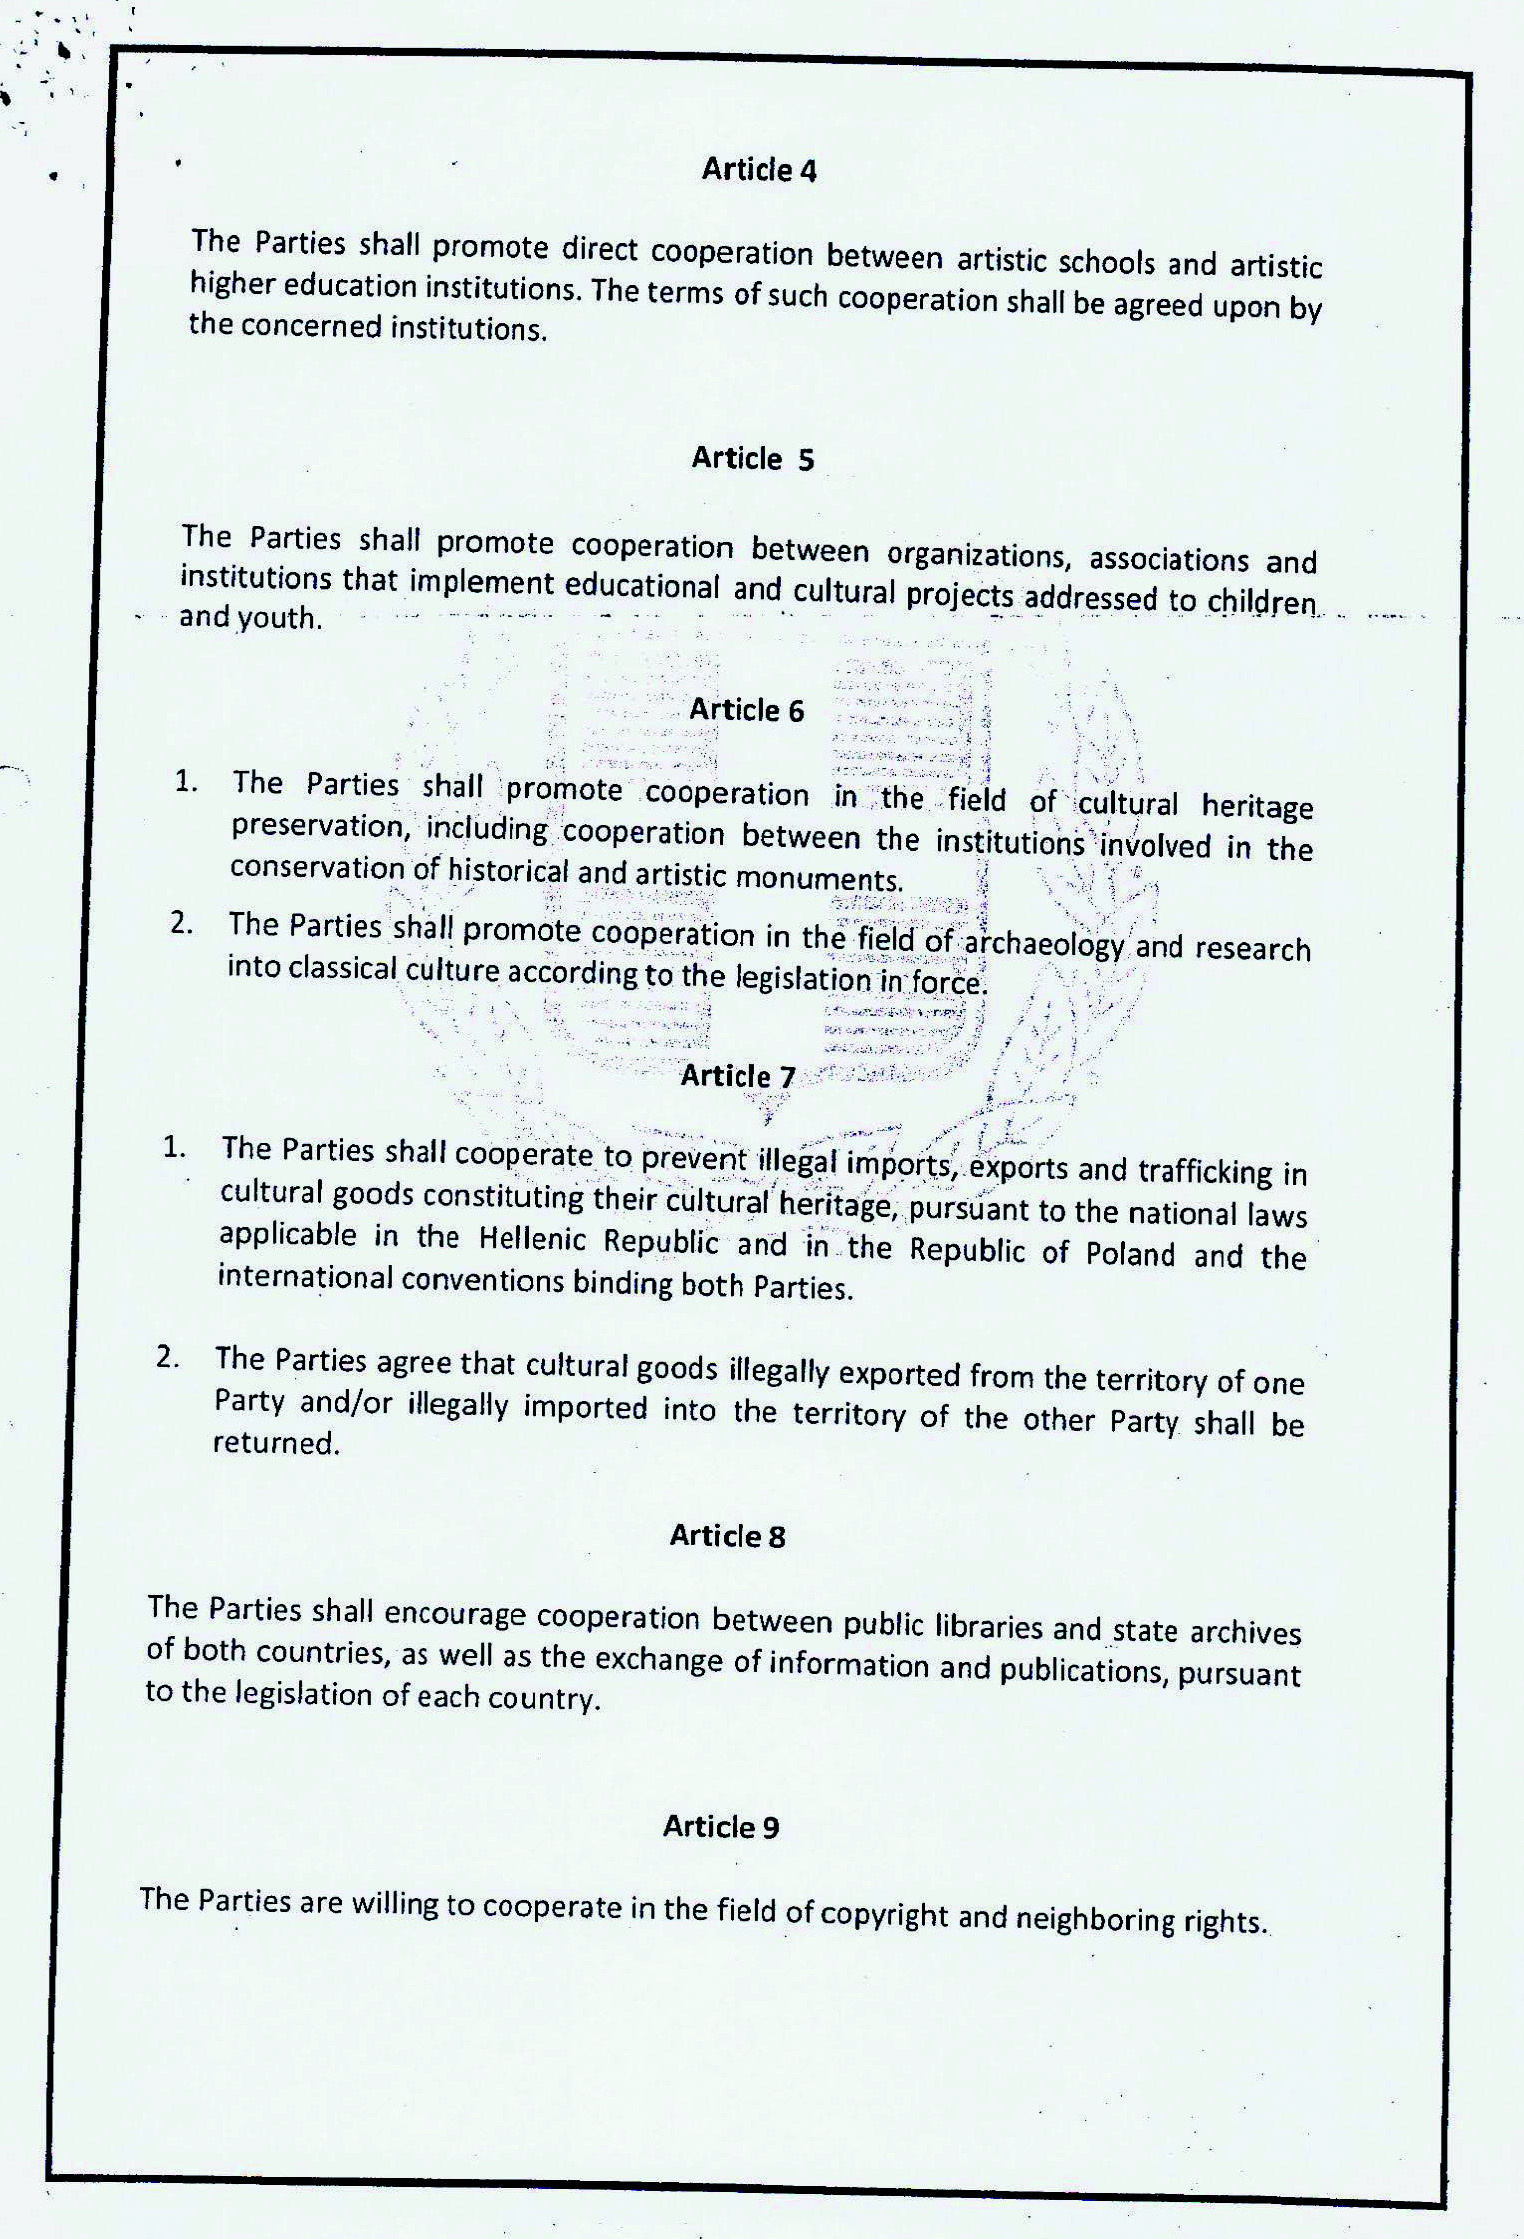 Article 4
The Parties shall promote direct cooperation between artistic schools and artistic
higher education institutions. The terms of such cooperation shall be agreed upon by
the concerned institutions.
Article 5
The Parties shall promote cooperation between organizations, associations and
institutions that implement educational and cultural projects addressed to children
and youth.
Article 6
1. The Parties shall promote cooperation in the field of cultural heritage
preservation, including cooperation between the institutions involved in the
conservation of historical and artistic monuments.
2. The Parties shall promote cooperation in the field of archaeology and research
into classical culture according to the legislation in force.
Article 7
1. The Parties shall cooperate to prevent illegal imports, exports and trafficking in
cultural goods constituting their cultural heritage, pursuant to the national laws
applicable in the Hellenic Republic and in the Republic of Poland and the
international conventions binding both Parties.
2. The Parties agree that cultural goods illegally exported from the territory of one
Party and/or illegally imported into the territory of the other Party shall be
returned.
Article 8
The Parties shall encourage cooperation between public libraries and state archives
of both countries, as well as the exchange of information and publications, pursuant
to the legislation of each country.
Article 9
The Parties are willing to cooperate in the field of copyright and neighboring rights.